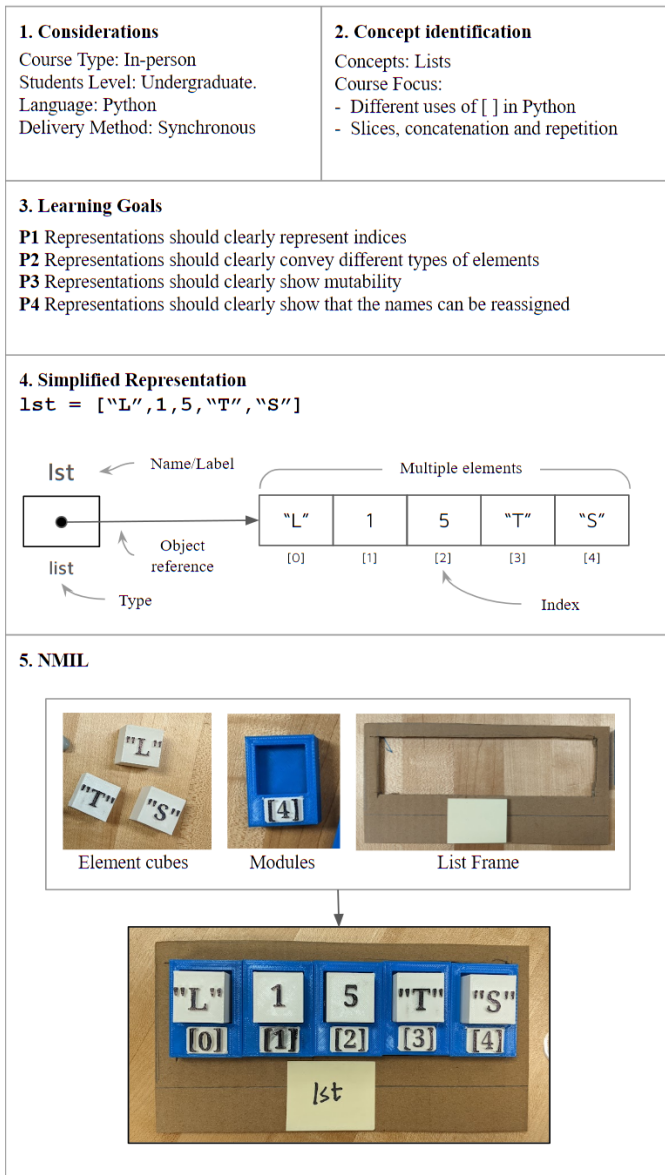 1. Considerations
Course Type: In-person
Students Level: Undergraduate.
Language: Python
Delivery Method: Synchronous
2. Concept identification
Concepts: Lists
Course Focus:
- Different uses of [ ] in Python
- Slices, concatenation and repetition
3. Learning Goals
P1 Representations should clearly represent indices
P2 Representations should clearly convey different types of elements
P3 Representations should clearly show mutability
P4 Representations should clearly show that the names can be reassigned
4. Simplified Representation
lst = [“L”,1,5,“T”,“S”]
lst
Name/Label
Multiple elements
“L” 1 5 “T” “S”
[0] [1] [2] [3] [4]
Object
reference
list
Type
Index
5. NMIL
"L"
"T" "S"
[4]
Element cubes
Modules
List Frame
"L" 1 5 "T" "S"
[0] [1] [2] [3] [4]
lst